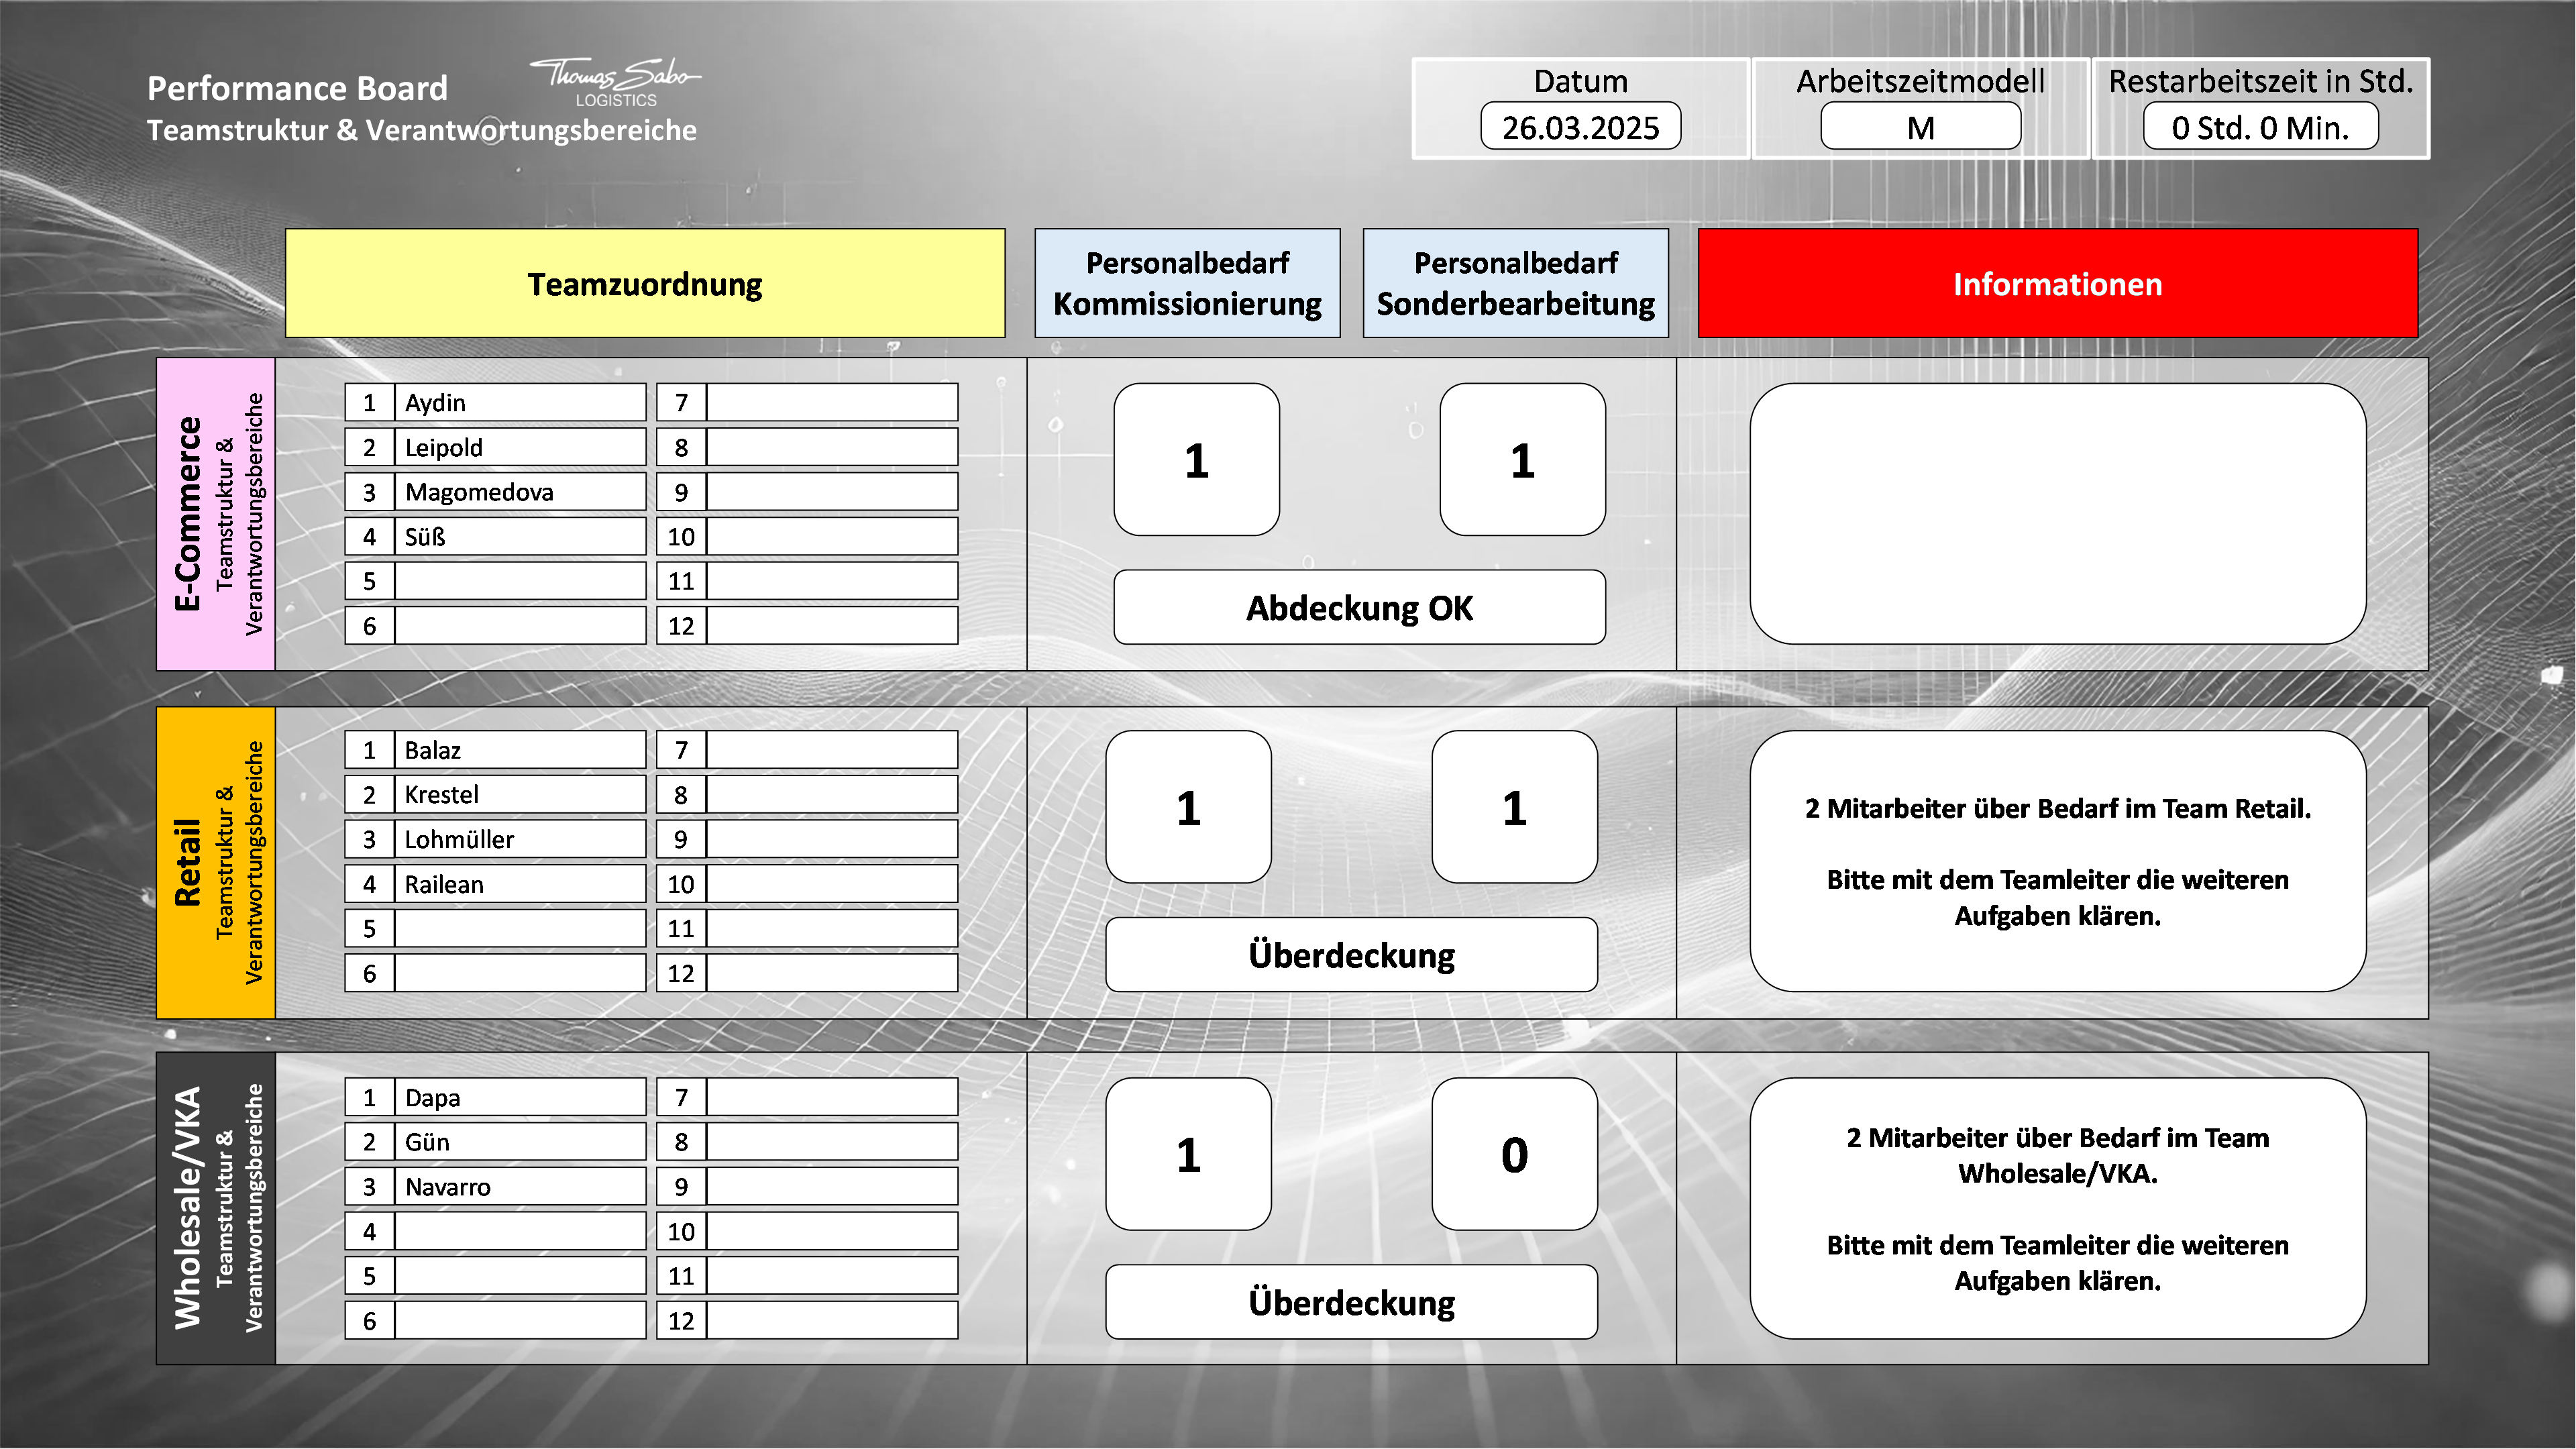 Performance Board
Thomas Sabo
LOGISTICS
Teamstruktur & Verantwortungsbereiche
Datum
26.03.2025
Arbeitszeitmodell
M
Restarbeitszeit in Std.
0 Std. 0 Min.
Teamzuordnung
Personalbedarf
Kommissionierung
Personalbedarf
Sonderbearbeitung
Informationen
E-Commerce
Teamstruktur &
Verantwortungsbereiche
1 Aydin
2 Leipold
3 Magomedova
4 Süß
5
6
7
8
9
10
11
12
1
1
Abdeckung OK
Retail
Teamstruktur &
Verantwortungsbereiche
1 Balaz
2 Krestel
3 Lohmüller
4 Railean
5
6
7
8
9
10
11
12
1
1
Überdeckung
2 Mitarbeiter über Bedarf im Team Retail.
Bitte mit dem Teamleiter die weiteren
Aufgaben klären.
Wholesale/VKA
Teamstruktur &
Verantwortungsbereiche
1 Dapa
2 Gün
3 Navarro
4
5
6
7
8
9
10
11
12
1
0
Überdeckung
2 Mitarbeiter über Bedarf im Team
Wholesale/VKA.
Bitte mit dem Teamleiter die weiteren
Aufgaben klären.